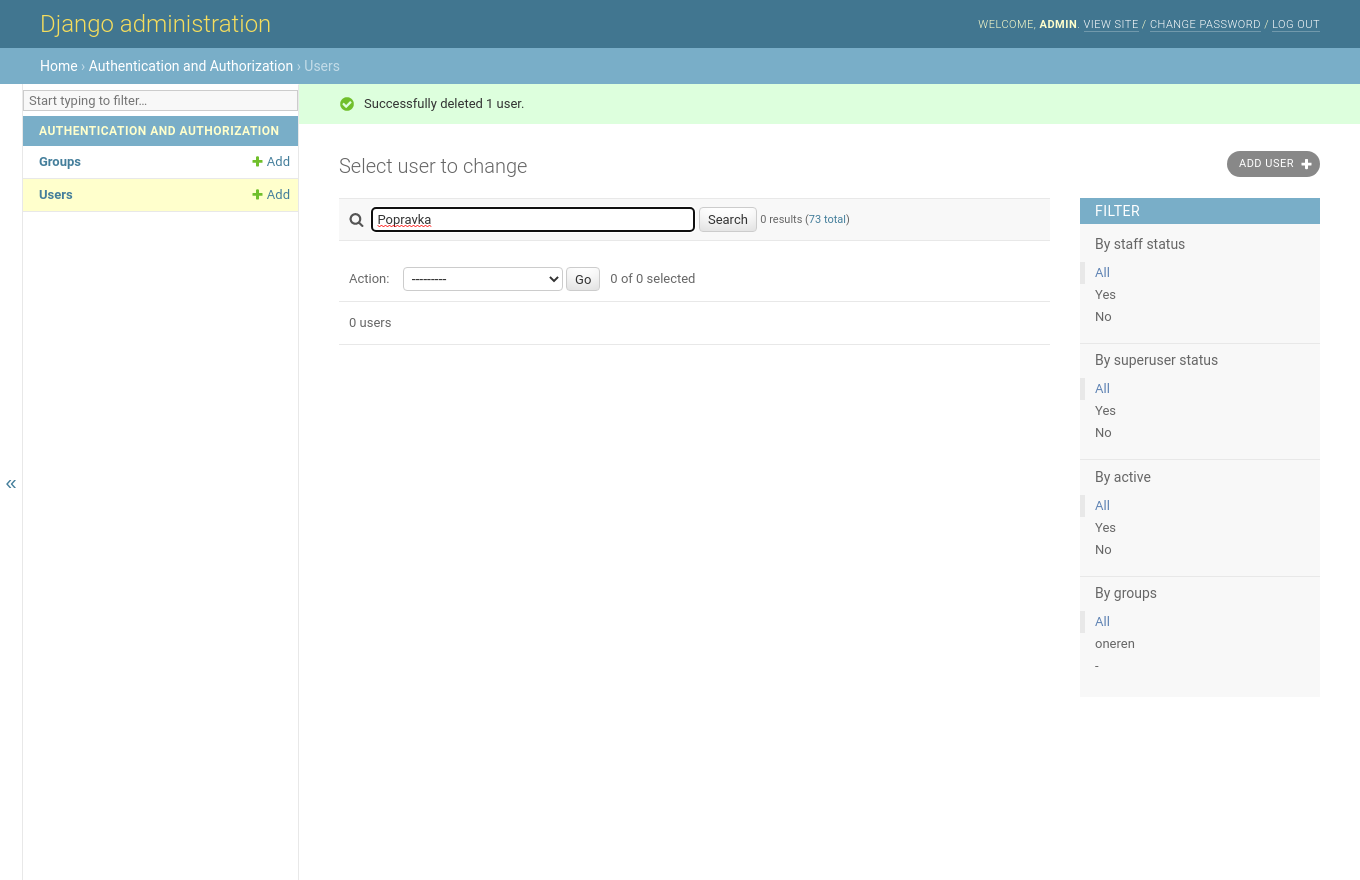 Django administration
WELCOME, ADMIN. VIEW SITE / CHANGE PASSWORD / LOG OUT
Home › Authentication and Authorization › Users
Start typing to filter…
AUTHENTICATION AND AUTHORIZATION
Groups
Add
Users
Add
«
Successfully deleted 1 user.
Select user to change
ADD USER
Popravka
Search
0 results (73 total)
Action:
---------
Go
0 of 0 selected
0 users
FILTER
By staff status
All
Yes
No
By superuser status
All
Yes
No
By active
All
Yes
No
By groups
All
oneren
-